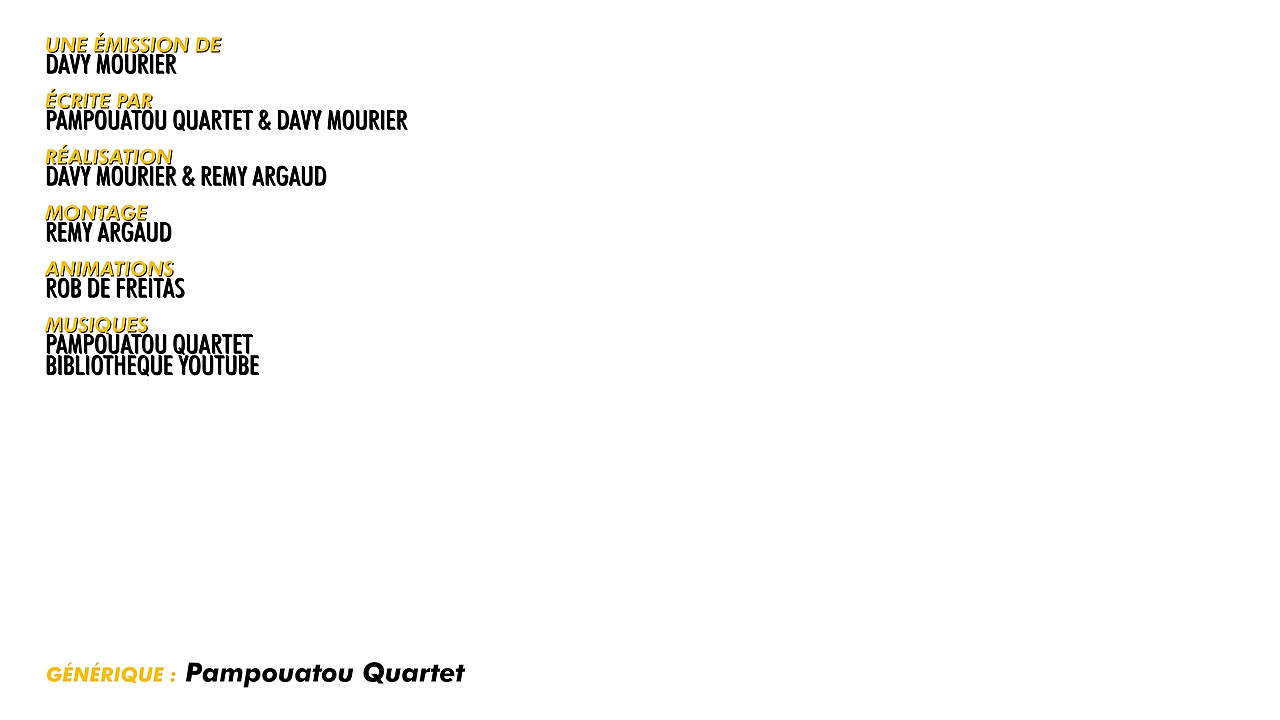 UNE ÉMISSION DE
DAVY MOURIER
ÉCRITE PAR
PAMPOUATOU QUARTET & DAVY MOURIER
RÉALISATION
DAVY MOURIER & REMY ARGAUD
MONTAGE
REMY ARGAUD
ANIMATIONS
ROB DE FREITAS
MUSIQUES
PAMPOUATOU QUARTET
BIBLIOTHÈQUE YOUTUBE
GÉNÉRIQUE : Pampouatou Quartet